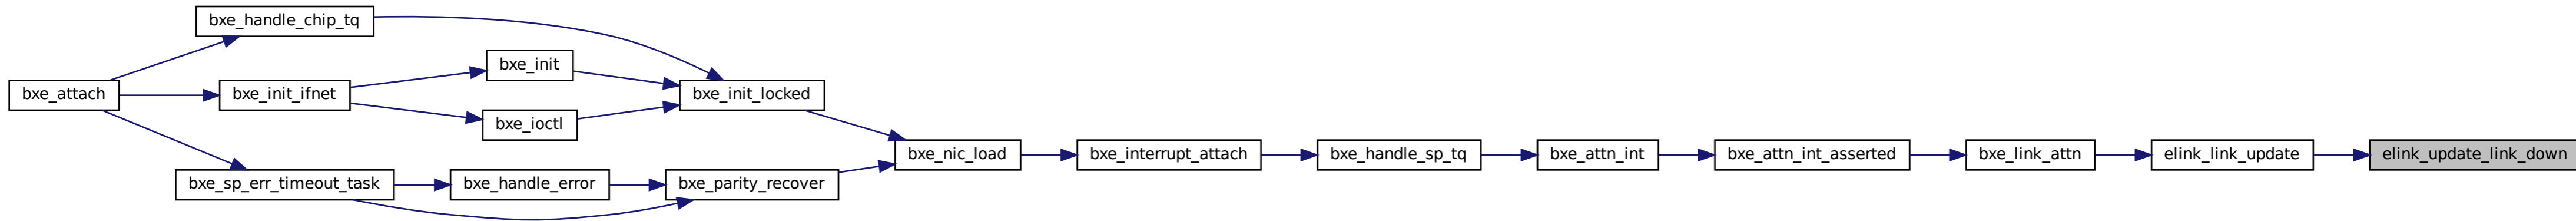 bxe_handle_chip_tq
bxe_init
bxe_attach
bxe_init_ifnet
bxe_init_locked
bxe_ioctl
bxe_nic_load
bxe_interrupt_attach
bxe_handle_sp_tq
bxe_attn_int
bxe_attn_int_asserted
bxe_link_attn
elink_link_update
elink_update_link_down
bxe_sp_err_timeout_task
bxe_handle_error
bxe_parity_recover